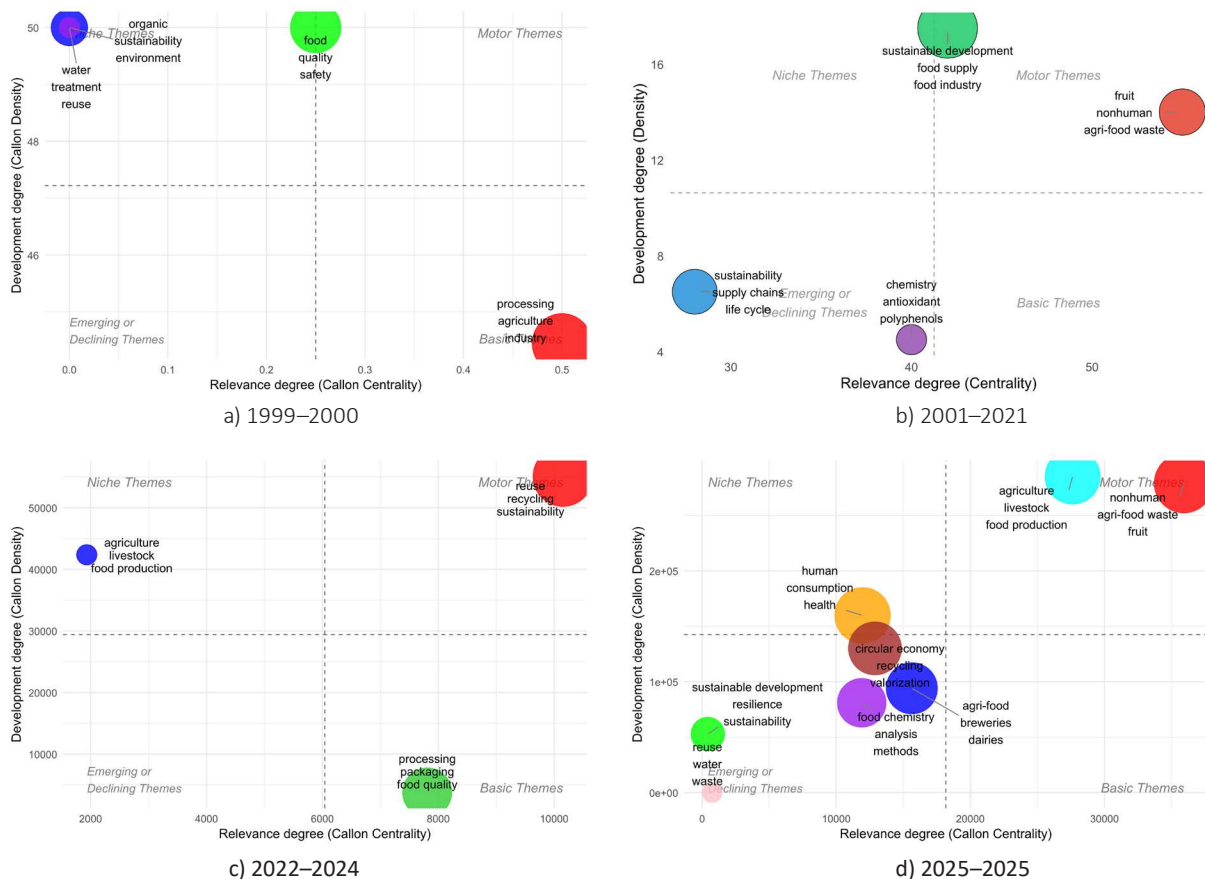 Development degree (Callon Density)
50
48
46
Niche Themes
organic
sustainability
environment
water
treatment
reuse
food
quality
safety
Motor Themes
processing
agriculture
industry
Basic Themes
Emerging or
Declining Themes
0.0
0.1
0.2
0.3
0.4
0.5
Relevance degree (Callon Centrality)
a) 1999–2000
Development degree (Density)
16
12
8
4
sustainable development
food supply
food industry
Niche Themes
Motor Themes
fruit
nonhuman
agri-food waste
sustainability
supply chains
life cycle
Emerging or
Declining Themes
chemistry
antioxidant
polyphenols
Basic Themes
30
40
50
Relevance degree (Centrality)
b) 2001–2021
Development degree (Callon Density)
50000
40000
30000
20000
10000
Niche Themes
Motor Themes
reuse
recycling
sustainability
agriculture
livestock
food production
processing
packaging
food quality
Emerging or
Declining Themes
Basic Themes
2000
4000
6000
8000
10000
Relevance degree (Callon Centrality)
c) 2022–2024
Development degree (Callon Density)
2e+05
1e+05
0e+00
Niche Themes
Motor Themes
agriculture
livestock
food production
nonhuman
agri-food waste
fruit
human
consumption
health
circular economy
recycling
valorization
sustainable development
resilience
sustainability
food chemistry
analysis
methods
agri-food
breweries
dairies
reuse
water
waste
Emerging or
Declining Themes
Basic Themes
0
10000
20000
30000
Relevance degree (Callon Centrality)
d) 2025–2025